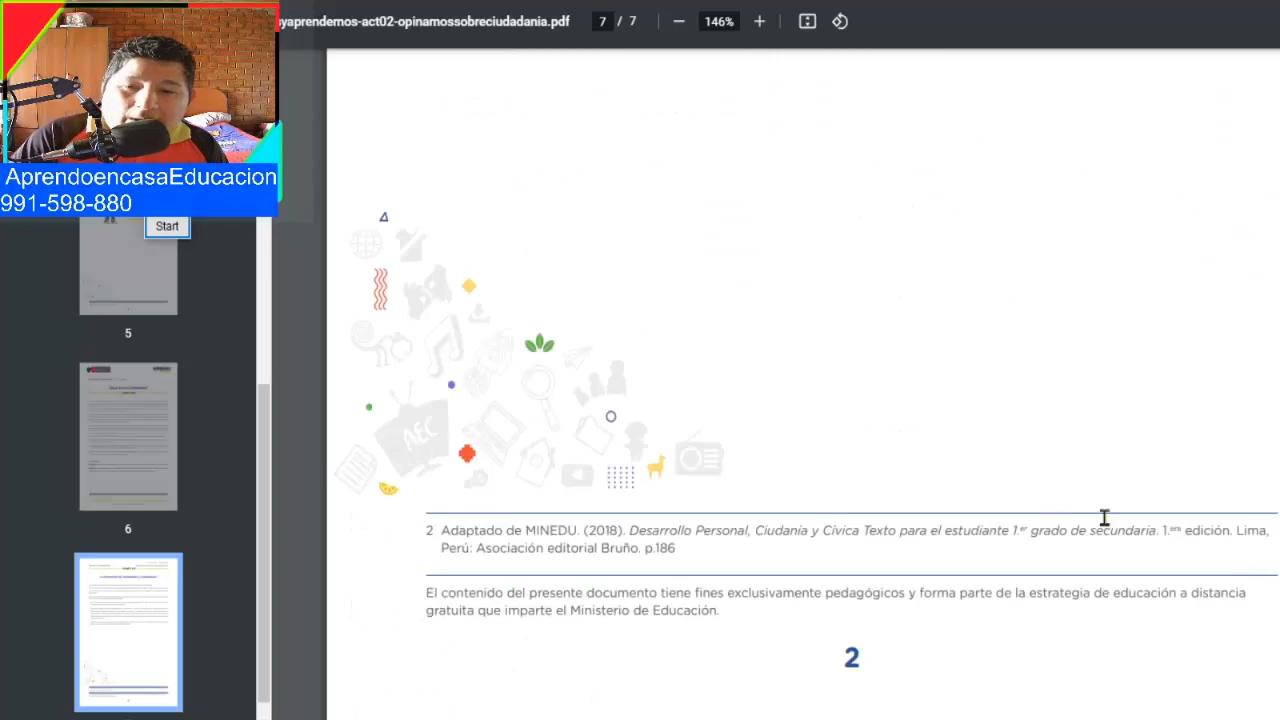 yaprendemos-act02-opinamossobreciudadania.pdf
7 / 7
146%
AprendoencasaEducacion
991-598-880
Start
5
6
AEC
2 Adaptado de MINEDU. (2018). Desarrollo Personal, Ciudanía y Cívica Texto para el estudiante 1.er grado de secundaria. 1.era edición. Lima,
Perú: Asociación editorial Bruño. p.186
El contenido del presente documento tiene fines exclusivamente pedagógicos y forma parte de la estrategia de educación a distancia
gratuita que imparte el Ministerio de Educación.
2